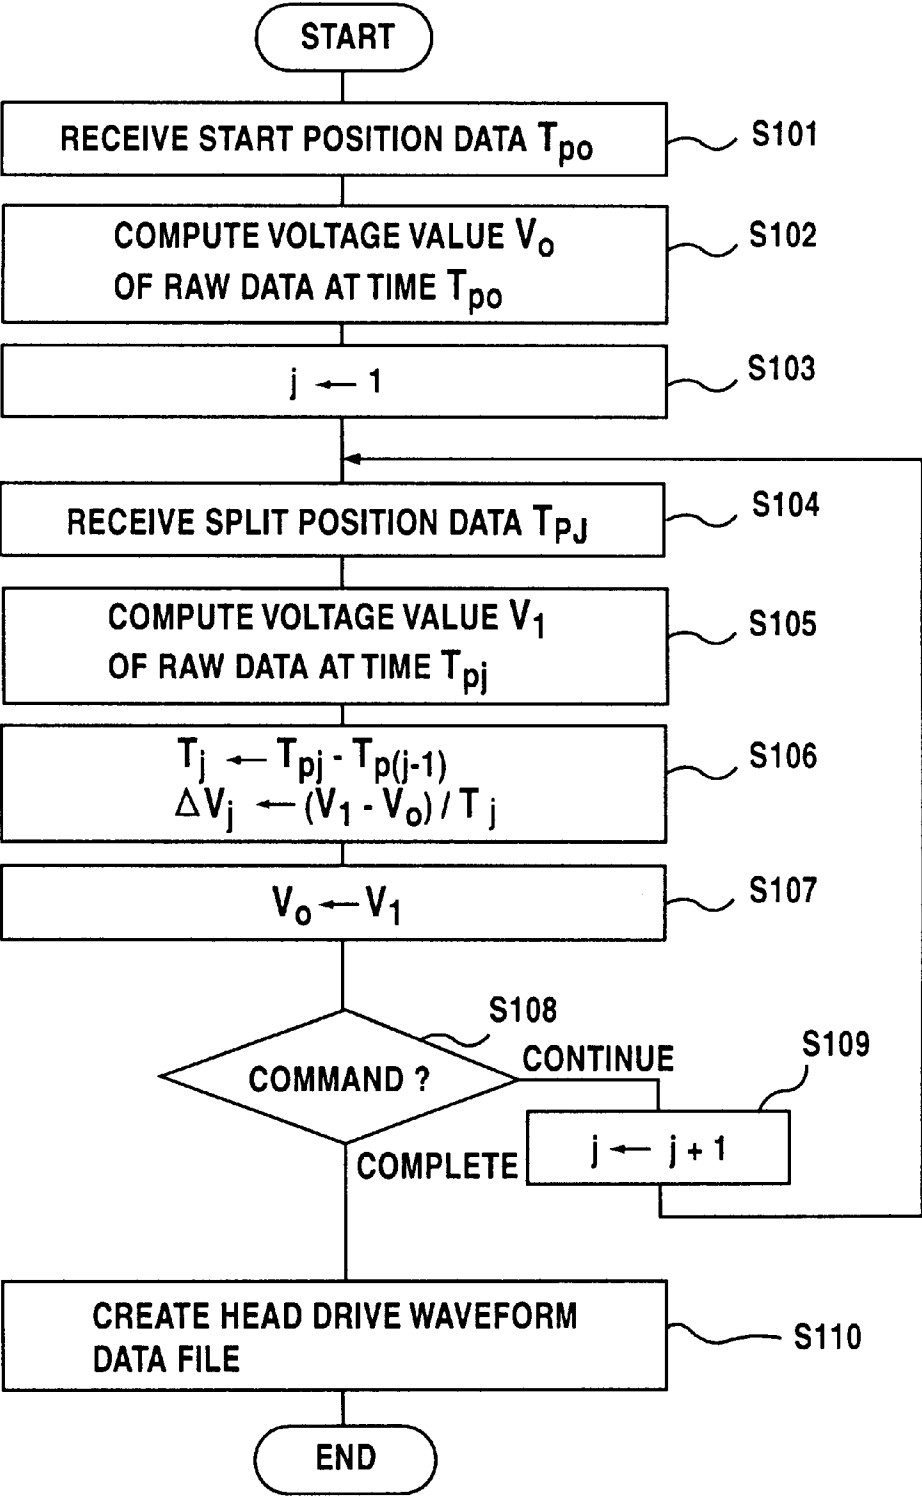 START
RECEIVE START POSITION DATA Tpo
S101
COMPUTE VOLTAGE VALUE Vo
OF RAW DATA AT TIME Tpo
S102
j ← 1
S103
RECEIVE SPLIT POSITION DATA TPJ
S104
COMPUTE VOLTAGE VALUE V1
OF RAW DATA AT TIME Tpj
S105
Tj ← Tpj - Tp(j-1)
ΔVj ← (V1 - Vo) / Tj
S106
Vo ← V1
S107
S108
COMMAND ?
CONTINUE
S109
j ← j + 1
COMPLETE
CREATE HEAD DRIVE WAVEFORM
DATA FILE
S110
END